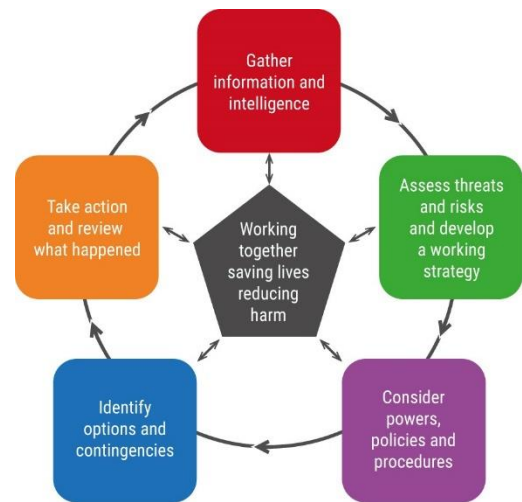 Gather
information and
intelligence
Assess threats
and risks
and develop
a working
strategy
Consider
powers,
policies and
procedures
Identify
options and
contingencies
Take action
and review
what happened
Working
together
saving lives
reducing
harm